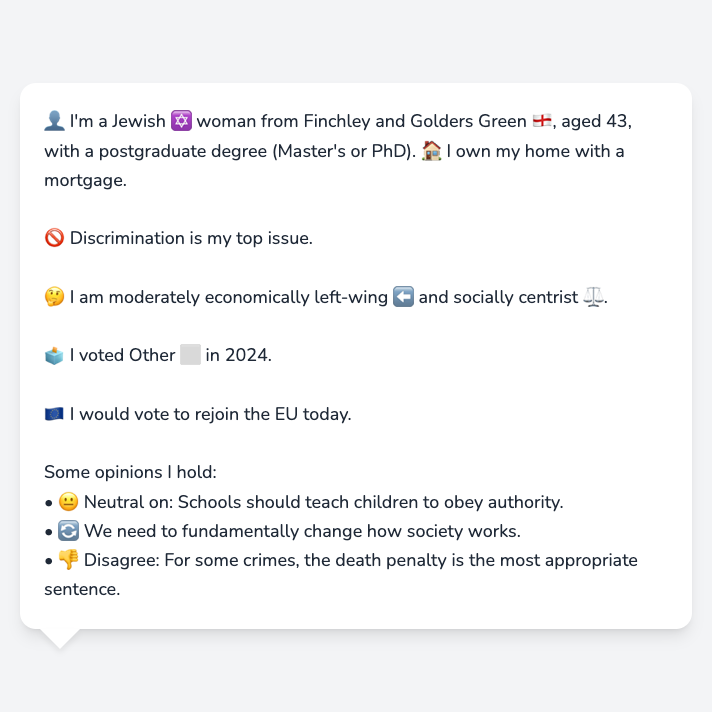 👤 I'm a Jewish ✡️ woman from Finchley and Golders Green 🏴󠁧󠁢󠁥󠁮󠁧󠁿, aged 43,
with a postgraduate degree (Master's or PhD). 🏠 I own my home with a
mortgage.
🚫 Discrimination is my top issue.
🤔 I am moderately economically left-wing ⬅️ and socially centrist ⚖️.
🗳️ I voted Other ⬜ in 2024.
🇪🇺 I would vote to rejoin the EU today.
Some opinions I hold:
• 😐 Neutral on: Schools should teach children to obey authority.
• 🔄 We need to fundamentally change how society works.
• 👎 Disagree: For some crimes, the death penalty is the most appropriate
sentence.